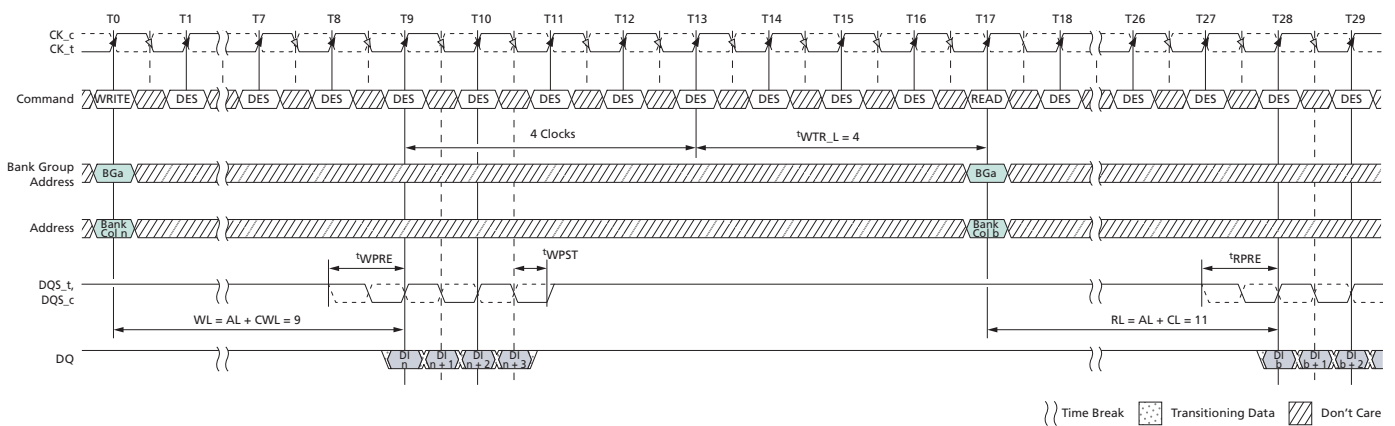 T0 T1 T7 T8 T9 T10 T11 T12 T13 T14 T15 T16 T17 T18 T26 T27 T28 T29
CK_c
CK_t
Command WRITE DES DES DES DES DES DES DES DES DES DES DES READ DES DES DES DES DES
4 Clocks tWTR_L = 4
Bank Group
Address
BGa BGa
Address
Bank
Col n
Bank
Col b
tWPRE tWPST tRPRE
DQS_t,
DQS_c
WL = AL + CWL = 9 RL = AL + CL = 11
DQ
DI
n
DI
n + 1
DI
n + 2
DI
n + 3
DI
b
DI
b + 1
DI
b + 2
Time Break Transitioning Data Don't Care